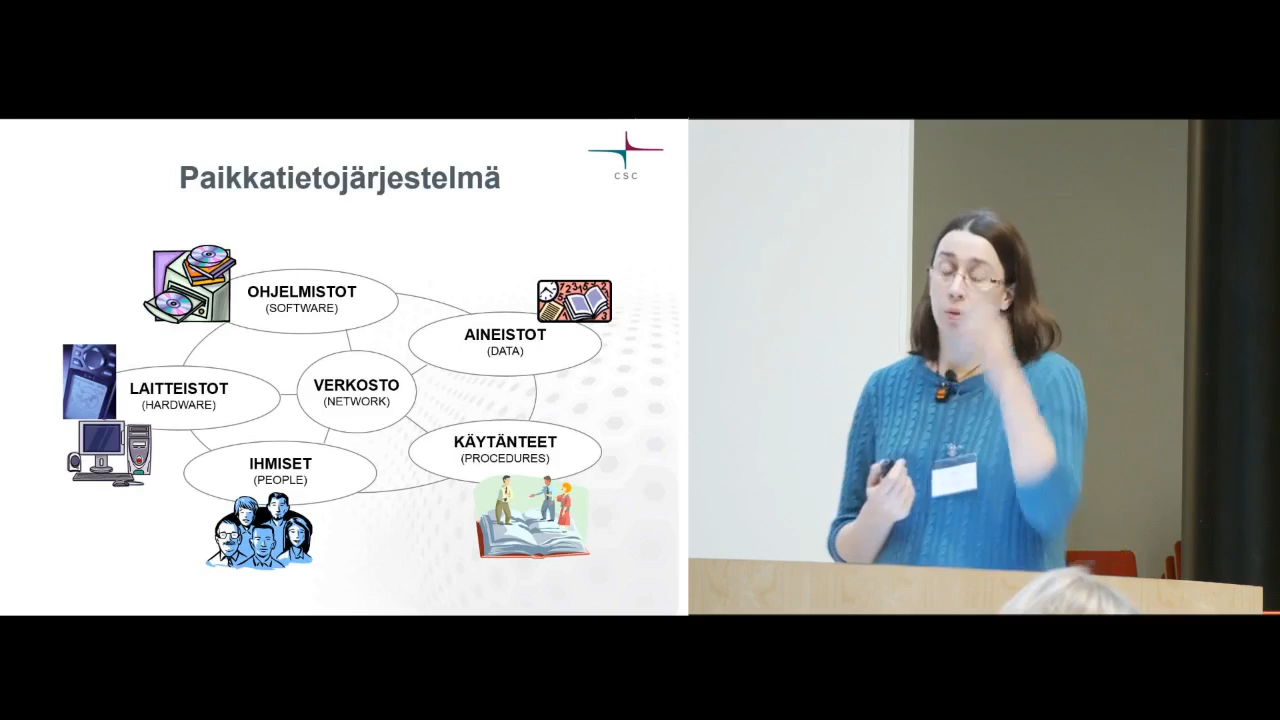 Paikkatietojärjestelmä
CSC
OHJELMISTOT
(SOFTWARE)
AINEISTOT
(DATA)
LAITTEISTOT
(HARDWARE)
VERKOSTO
(NETWORK)
KÄYTÄNTEET
(PROCEDURES)
IHMISET
(PEOPLE)